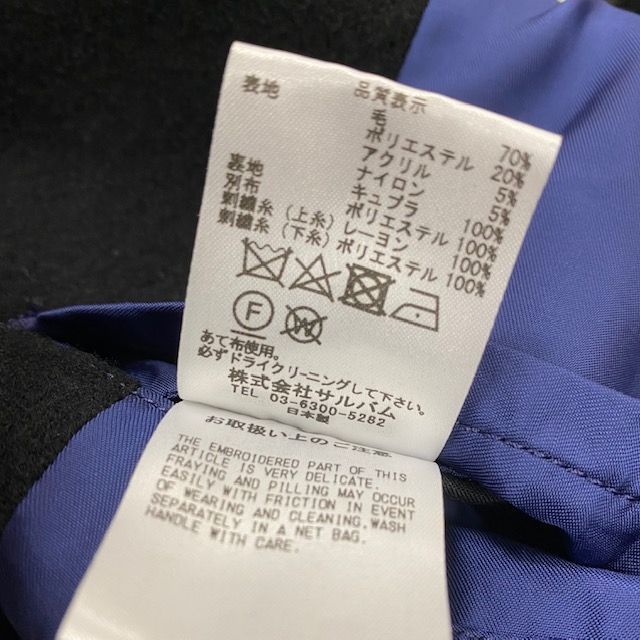 品質表示
表地 毛 70%
ポリエステル 20%
アクリル 5%
ナイロン 5%
裏地 キュプラ 100%
別布 ポリエステル 100%
刺繍糸 (上糸) レーヨン 100%
刺繍糸 (下糸) ポリエステル 100%
F W
あて布使用。
必ずドライクリーニングして下さい。
株式会社サルバム
TEL 03-6300-5282
日本製
お取扱い上のご注意
THE EMBROIDERED PART OF THIS
ARTICLE IS VERY DELICATE.
FRAYING AND PILLING MAY OCCUR
EASILY WITH FRICTION IN EVENT
OF WEARING AND CLEANING.WASH
SEPARATELY IN A NET BAG.
HANDLE WITH CARE.